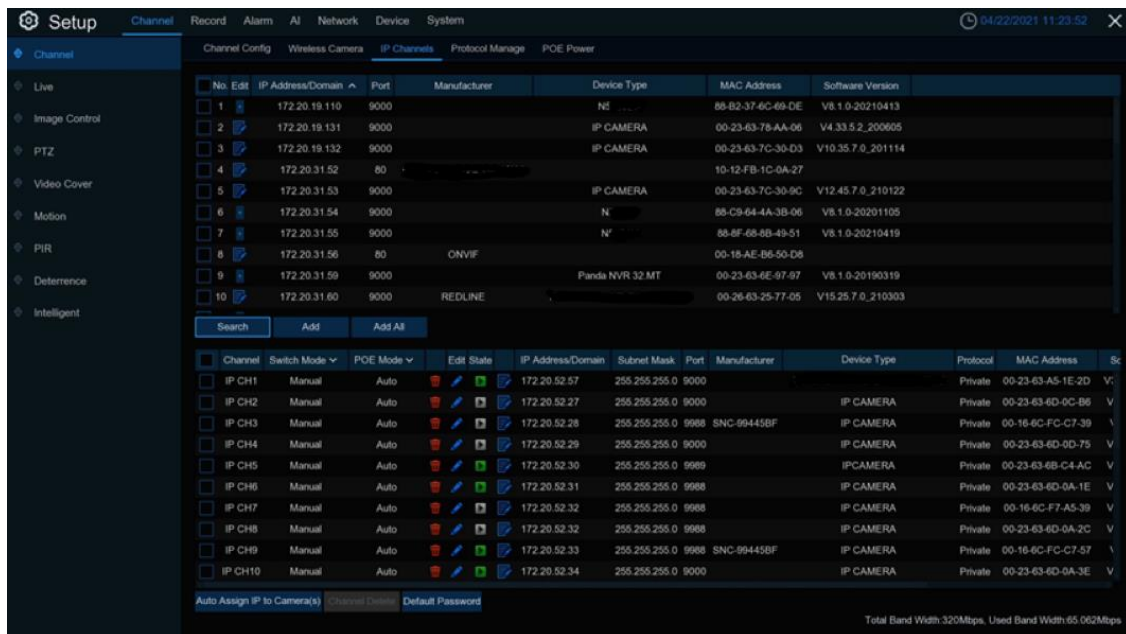 Setup Channel Record Alarm AI Network Device System 04/22/2021 11:23:52
Channel
Live
Image Control
PTZ
Video Cover
Motion
PIR
Deterrence
Intelligent
Channel Config Wireless Camera IP Channels Protocol Manage POE Power
No. Edit IP Address/Domain Port Manufacturer Device Type MAC Address Software Version
1 172.20.19.110 9000 88-B2-37-6C-69-DE V8.1.0-20210413
2 172.20.19.131 9000 IP CAMERA 00-23-63-78-AA-06 V4.33.5.2_200605
3 172.20.19.132 9000 IP CAMERA 00-23-63-7C-30-D3 V10.35.7.0_201114
4 172.20.31.52 80 10-12-FB-1C-0A-27
5 172.20.31.53 9000 IP CAMERA 00-23-63-7C-30-9C V12.45.7.0_210122
6 172.20.31.54 9000 N 88-C9-64-4A-3B-06 V8.1.0-20201105
7 172.20.31.55 9000 88-8F-68-8B-49-51 V8.1.0-20210419
8 172.20.31.56 80 ONVIF 00-18-AE-B6-50-D8
9 172.20.31.59 9000 Panda NVR 32.MT 00-23-63-6E-97-97 V8.1.0-20190319
10 172.20.31.60 9000 REDLINE 00-26-63-25-77-05 V15.25.7.0_210303
Search Add Add All
Channel Switch Mode POE Mode Edit State IP Address/Domain Subnet Mask Port Manufacturer Device Type Protocol MAC Address
IP CH1 Manual Auto 172.20.52.57 255.255.255.0 9000 Private 00-23-63-A5-1E-2D
IP CH2 Manual Auto 172.20.52.27 255.255.255.0 9000 IP CAMERA Private 00-23-63-6D-0C-B6 V
IP CH3 Manual Auto 172.20.52.28 255.255.255.0 9988 SNC-99445BF IP CAMERA Private 00-16-6C-FC-C7-39
IP CH4 Manual Auto 172.20.52.29 255.255.255.0 9000 IP CAMERA Private 00-23-63-6D-0D-75 V
IP CH5 Manual Auto 172.20.52.30 255.255.255.0 9989 IPCAMERA Private 00-23-63-6B-C4-AC V
IP CH6 Manual Auto 172.20.52.31 255.255.255.0 9988 IP CAMERA Private 00-23-63-6D-0A-1E V
IP CH7 Manual Auto 172.20.52.32 255.255.255.0 9988 IP CAMERA Private 00-16-6C-F7-A5-39 V
IP CH8 Manual Auto 172.20.52.32 255.255.255.0 9988 IP CAMERA Private 00-23-63-6D-0A-2C V
IP CH9 Manual Auto 172.20.52.33 255.255.255.0 9988 SNC-99445BF IP CAMERA Private 00-16-6C-FC-C7-57
IP CH10 Manual Auto 172.20.52.34 255.255.255.0 9000 IP CAMERA Private 00-23-63-6D-0A-3E V
Auto Assign IP to Camera(s) Channel Delete Default Password
Total Band Width:320Mbps, Used Band Width:65.062Mbps